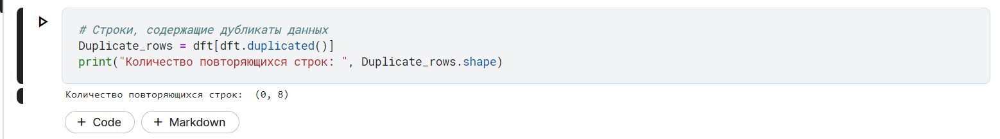 # Строки, содержащие дубликаты данных
Duplicate_rows = dft[dft.duplicated()]
print("Количество повторяющихся строк: ", Duplicate_rows.shape)
Количество повторяющихся строк:  (0, 8)
+ Code + Markdown